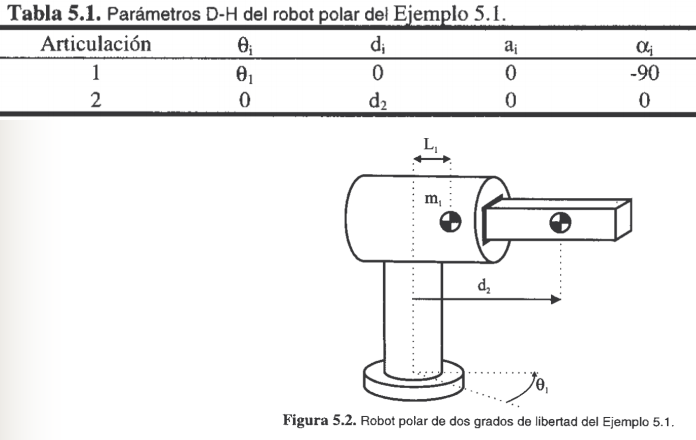 Tabla 5.1. Parámetros D-H del robot polar del Ejemplo 5.1.
Articulación θᵢ dᵢ aᵢ αᵢ
1 θ₁ 0 0 -90
2 0 d₂ 0 0
L₁
m₁
d₂
θ₁
Figura 5.2. Robot polar de dos grados de libertad del Ejemplo 5.1.